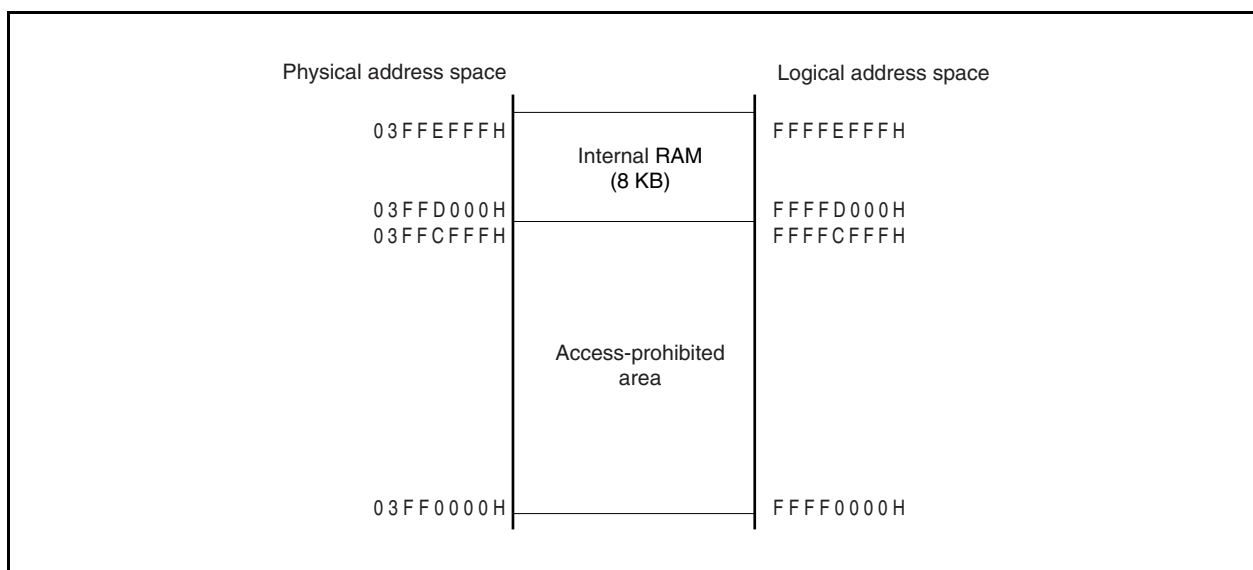 Physical address space
Logical address space
03FFEFFFH
FFFFEFFFH
Internal RAM
(8 KB)
03FFD000H
FFFFD000H
03FFCFFFH
FFFFCFFFH
Access-prohibited
area
03FF0000H
FFFF0000H